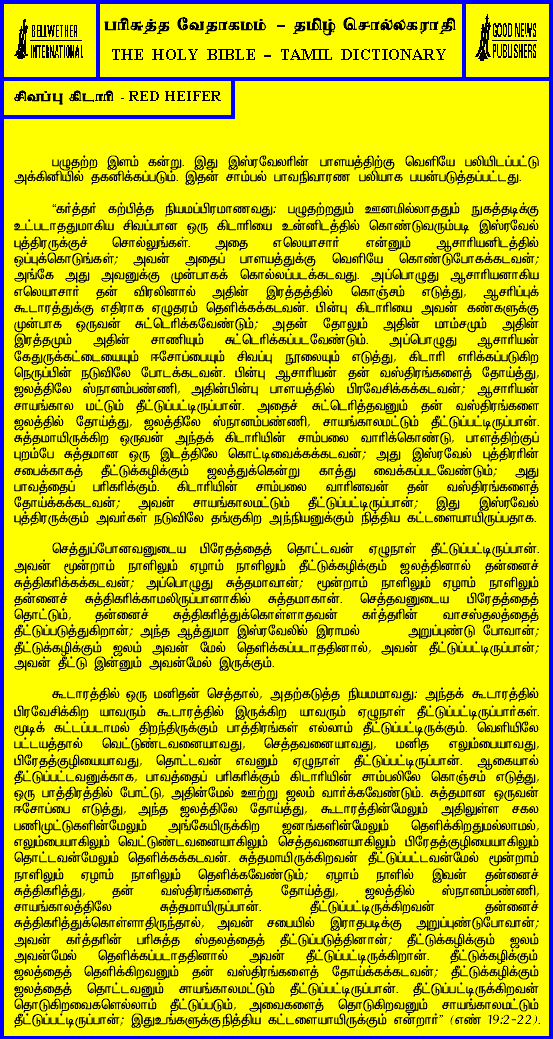 BELLWETHER
INTERNATIONAL
பரிசுத்த வேதாகமம் – தமிழ் சொல்லகராதி
THE HOLY BIBLE – TAMIL DICTIONARY
GOOD NEWS
PUBLISHERS
சிவப்பு கிடாரி - RED HEIFER
பழுதற்ற இளம் கன்று. இது இஸ்ரவேலரின் பாளயத்திற்கு வெளியே பலியிடப்பட்டு
அக்கினியில் தகனிக்கப்படும். இதன் சாம்பல் பாவநிவாரண பலியாக பயன்படுத்தப்பட்டது.
“கர்த்தர் கற்பித்த நியமப்பிரமாணவது: பழுதற்றதும் ஊனமில்லாததும் நுகத்தடிக்கு
உட்படாததுமாகிய சிவப்பான ஒரு கிடாரியை உன்னிடத்தில் கொண்டுவரும்படி இஸ்ரவேல்
புத்திரருக்குச் சொல்லுங்கள். அதை எலெயாசார் என்னும் ஆசாரியனிடத்தில்
ஒப்புக்கொடுங்கள்; அவன் அதைப் பாளயத்துக்கு வெளியே கொண்டுபோகக்கடவன்;
அங்கே அது அவனுக்கு முன்பாகக் கொல்லப்படக்கடவது. அப்பொழுது ஆசாரியனாகிய
எலெயாசார் தன் விரலினால் அதின் இரத்தத்தில் கொஞ்சம் எடுத்து, ஆசரிப்புக்
கூடாரத்துக்கு எதிராக ஏழுதரம் தெளிக்கக்கடவன். பின்பு கிடாரியை அவன் கண்களுக்கு
முன்பாக ஒருவன் சுட்டெரிக்கவேண்டும்; அதன் தோலும் அதின் மாம்சமும் அதின்
இரத்தமும் அதின் சாணியும் சுட்டெரிக்கப்படவேண்டும். அப்பொழுது ஆசாரியன்
கேதுருக்கட்டையையும் ஈசோப்பையும் சிவப்பு நூலையும் எடுத்து, கிடாரி எரிக்கப்படுகிற
நெருப்பின் நடுவிலே போடக்கடவன். பின்பு ஆசாரியன் தன் வஸ்திரங்களைத் தோய்த்து,
ஜலத்திலே ஸ்நானம்பண்ணி, அதின்பின்பு பாளயத்தில் பிரவேசிக்கக்கடவன்; ஆசாரியன்
சாயங்கால மட்டும் தீட்டுப்பட்டிருப்பான். அதைச் சுட்டெரித்தவனும் தன் வஸ்திரங்களை
ஜலத்தில் தோய்த்து, ஜலத்திலே ஸ்நானம்பண்ணி, சாயங்காலமட்டும் தீட்டுப்பட்டிருப்பான்.
சுத்தமாயிருக்கிற ஒருவன் அந்தக் கிடாரியின் சாம்பலை வாரிக்கொண்டு, பாளத்திற்குப்
புறம்பே சுத்தமான ஒரு இடத்திலே கொட்டிவைக்கக்கடவன்; அது இஸ்ரவேல் புத்திரரின்
சபைக்காகத் தீட்டுக்கழிக்கும் ஜலத்துக்கென்று காத்து வைக்கப்படவேண்டும்; அது
பாவத்தைப் பரிகரிக்கும். கிடாரியின் சாம்பலை வாரினவன் தன் வஸ்திரங்களைத்
தோய்க்கக்கடவன்; அவன் சாயங்காலமட்டும் தீட்டுப்பட்டிருப்பான்; இது இஸ்ரவேல்
புத்திரருக்கும் அவர்கள் நடுவிலே தங்குகிற அந்நியனுக்கும் நித்திய கட்டளையாயிருப்பதாக.
செத்துப்போனவனுடைய பிரேதத்தைத் தொட்டவன் ஏழுநாள் தீட்டுப்பட்டிருப்பான்.
அவன் மூன்றாம் நாளிலும் ஏழாம் நாளிலும் தீட்டுக்கழிக்கும் ஜலத்தினால் தன்னைச்
சுத்திகரிக்கக்கடவன்; அப்பொழுது சுத்தமாவான்; மூன்றாம் நாளிலும் ஏழாம் நாளிலும்
தன்னைச் சுத்திகரிக்காமலிருப்பானாகில் சுத்தமாகான். செத்தவனுடைய பிரேதத்தைத்
தொட்டும், தன்னைச் சுத்திகரித்துக்கொள்ளாதவன் கர்த்தரின் வாசஸ்தலத்தைத்
தீட்டுப்படுத்துகிறான்; அந்த ஆத்துமா இஸ்ரவேலில் இராமல் அறுப்புண்டு போவான்;
தீட்டுக்கழிக்கும் ஜலம் அவன் மேல் தெளிக்கப்படாததினால், அவன் தீட்டுப்பட்டிருப்பான்;
அவன் தீட்டு இன்னும் அவன்மேல் இருக்கும்.
கூடாரத்தில் ஒரு மனிதன் செத்தால், அதற்கடுத்த நியமமாவது: அந்தக் கூடாரத்தில்
பிரவேசிக்கிற யாவரும் கூடாரத்தில் இருக்கிற யாவரும் ஏழுநாள் தீட்டுப்பட்டிருப்பார்கள்.
மூடிக் கட்டப்படாமல் திறந்திருக்கும் பாத்திரங்கள் எல்லாம் தீட்டுப்பட்டிருக்கும். வெளியிலே
பட்டயத்தால் வெட்டுண்டவனையாவது, செத்தவனையாவது, மனித எலும்பையாவது,
பிரேதக்குழியையாவது, தொட்டவன் எவனும் எழுநாள் தீட்டுப்பட்டிருப்பான். ஆகையால்
தீட்டுப்பட்டவனுக்காக, பாவத்தைப் பரிகரிக்கும் கிடாரியின் சாம்பலிலே கொஞ்சம் எடுத்து,
ஒரு பாத்திரத்தில் போட்டு, அதின்மேல் ஊற்று ஜலம் வார்க்கவேண்டும். சுத்தமான ஒருவன்
ஈசோப்பை எடுத்து, அந்த ஜலத்திலே தோய்த்து, கூடாரத்தின்மேலும் அதிலுள்ள சகல
பணிமுட்டுகளின்மேலும் அங்கேயிருக்கிற ஜனங்களின்மேலும் தெளிக்கிறதுமல்லாமல்,
எலும்பையாகிலும் வெட்டுண்டவனையாகிலும் செத்தவனையாகிலும் பிரேதக்குழியையாகிலும்
தொட்டவன்மேலும் தெளிக்கக்கடவன். சுத்தமாயிருக்கிறவன் தீட்டுப்பட்டவன்மேல் மூன்றாம்
நாளிலும் ஏழாம் நாளிலும் தெளிக்கவேண்டும்; ஏழாம் நாளில் இவன் தன்னைச்
சுத்திகரித்து, தன் வஸ்திரங்களைத் தோய்த்து, ஜலத்தில் ஸ்நானம்பண்ணி,
சாயங்காலத்திலே சுத்தமாயிருப்பான். தீட்டுப்பட்டிருக்கிறவன் தன்னைச்
சுத்திகரித்துக்கொள்ளாதிருந்தால், அவன் சபையில் இராதபடிக்கு அறுப்புண்டுபோவான்;
அவன் கர்த்தரின் பரிசுத்த ஸ்தலத்தைத் தீட்டுப்படுத்தினான்; தீட்டுக்கழிக்கும் ஜலம்
அவன்மேல் தெளிக்கப்படாததினால் அவன் தீட்டுப்பட்டிருக்கிறான். தீட்டுக்கழிக்கும்
ஜலத்தைத் தெளிக்கிறவனும் தன் வஸ்திரங்களைத் தோய்க்கக்கடவன்; தீட்டுக்கழிக்கும்
ஜலத்தைத் தொட்டவனும் சாயங்காலமட்டும் தீட்டுப்பட்டிருப்பான். தீட்டுப்பட்டிருக்கிறவன்
தொடுகிறவைகளெல்லாம் தீட்டுப்படும், அவைகளைத் தொடுகிறவனும் சாயங்காலமட்டும்
தீட்டுப்பட்டிருப்பான்; இதுஉங்களுக்குநித்திய கட்டளையாயிருக்கும் என்றார்” (எண் 19:2-22).